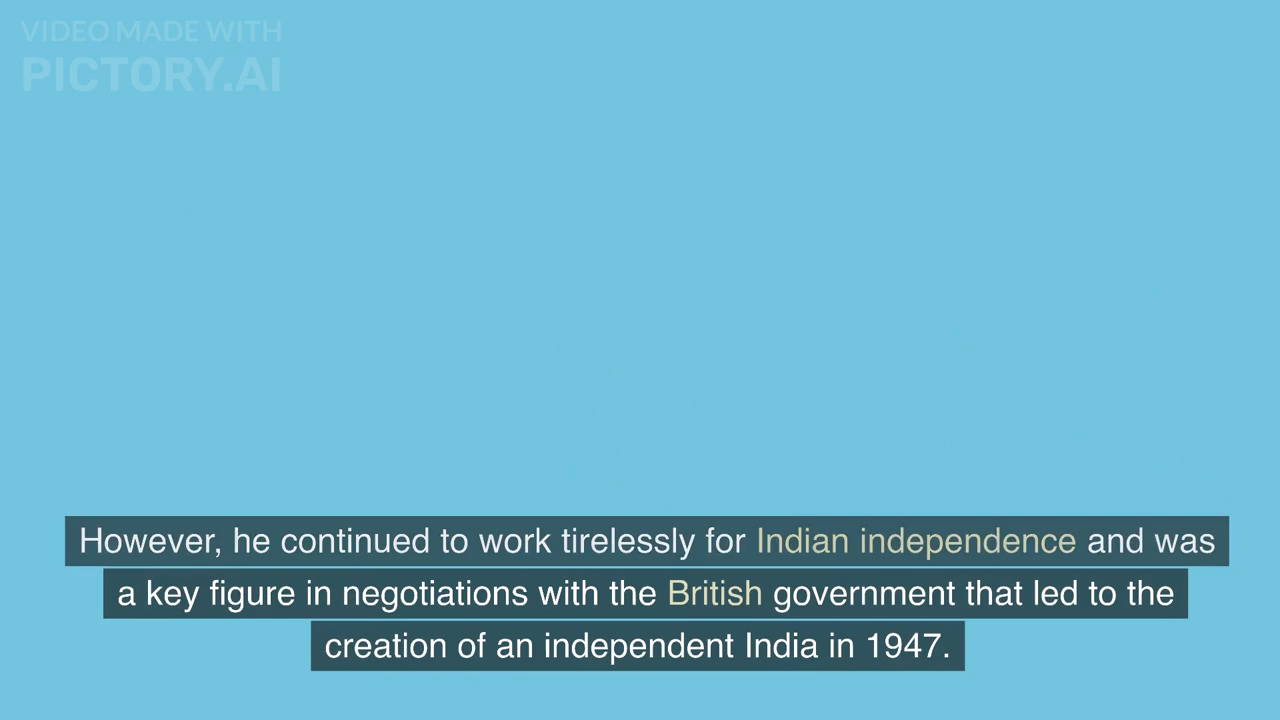 VIDEO MADE WITH
PICTORY.AI
However, he continued to work tirelessly for Indian independence and was
a key figure in negotiations with the British government that led to the
creation of an independent India in 1947.